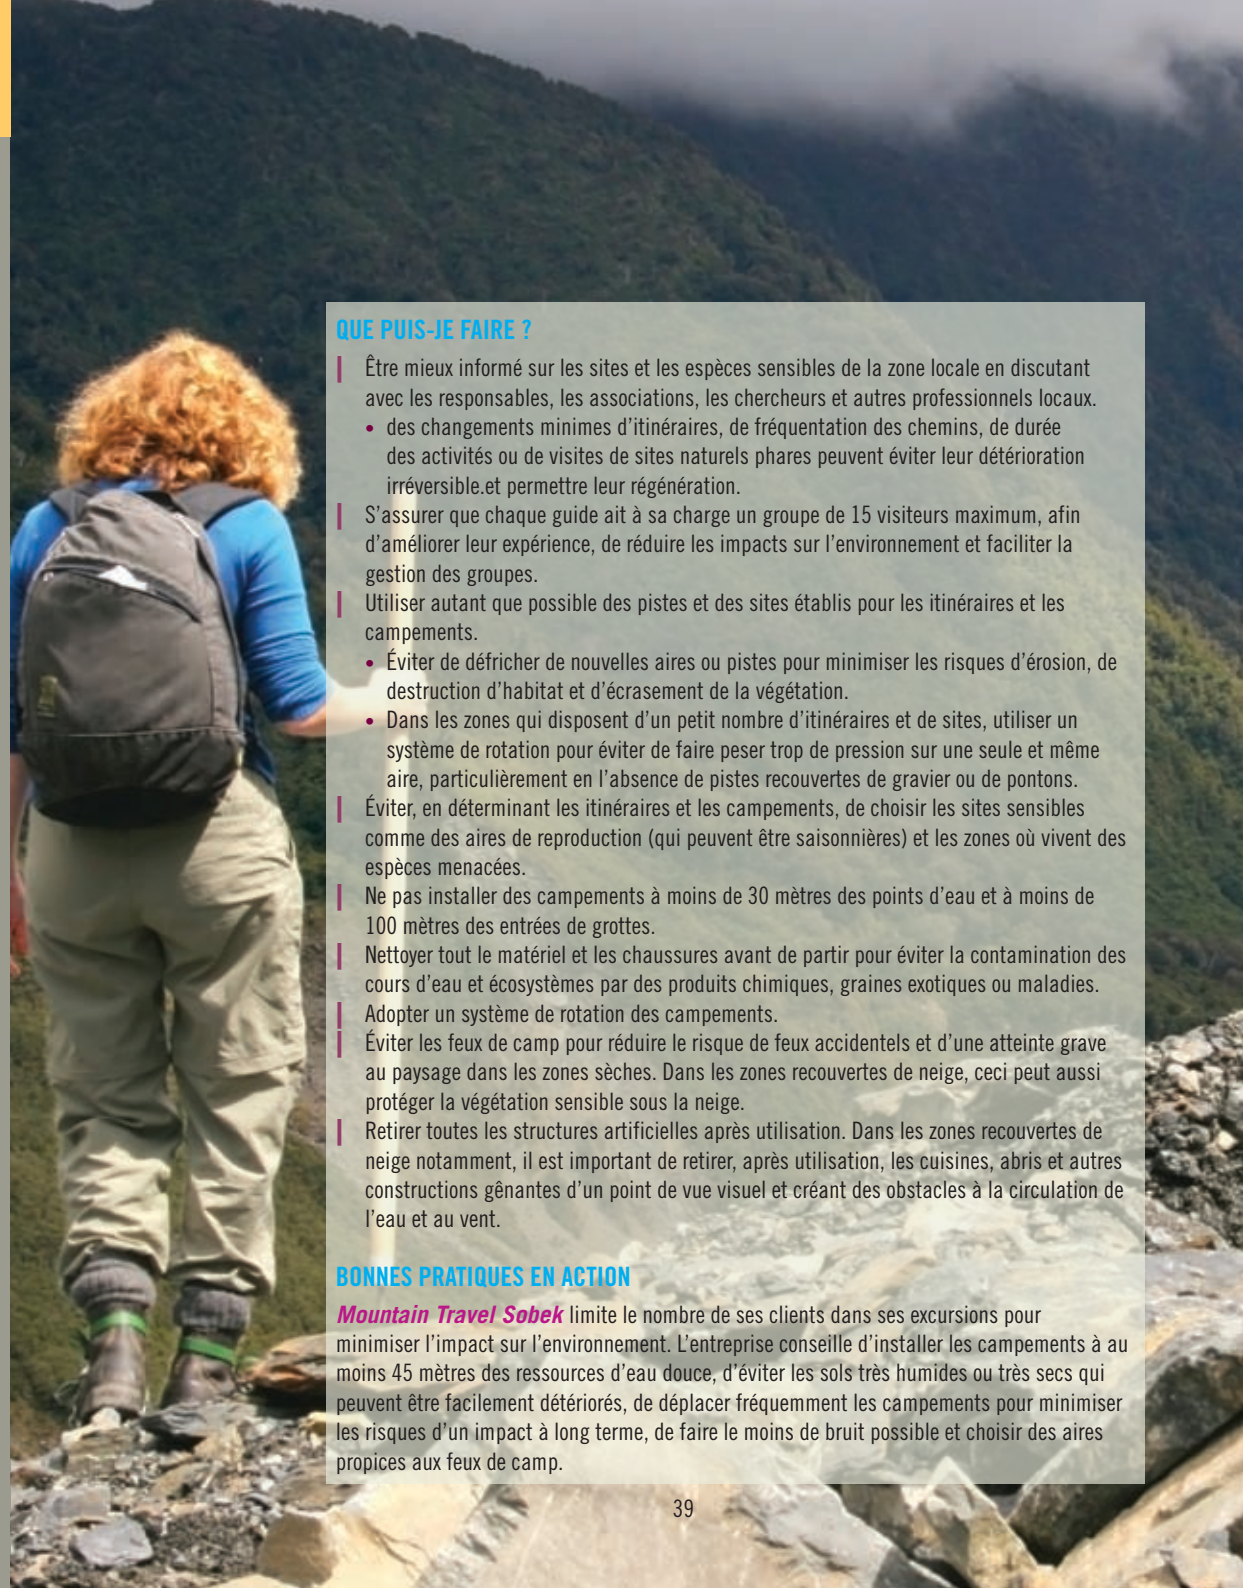 QUE PUIS-JE FAIRE ?
Être mieux informé sur les sites et les espèces sensibles de la zone locale en discutant
avec les responsables, les associations, les chercheurs et autres professionnels locaux.
• des changements minimes d’itinéraires, de fréquentation des chemins, de durée
des activités ou de visites de sites naturels phares peuvent éviter leur détérioration
irréversible.et permettre leur régénération.
S’assurer que chaque guide ait à sa charge un groupe de 15 visiteurs maximum, afin
d’améliorer leur expérience, de réduire les impacts sur l’environnement et faciliter la
gestion des groupes.
Utiliser autant que possible des pistes et des sites établis pour les itinéraires et les
campements.
• Éviter de défricher de nouvelles aires ou pistes pour minimiser les risques d’érosion, de
destruction d’habitat et d’écrasement de la végétation.
• Dans les zones qui disposent d’un petit nombre d’itinéraires et de sites, utiliser un
système de rotation pour éviter de faire peser trop de pression sur une seule et même
aire, particulièrement en l’absence de pistes recouvertes de gravier ou de pontons.
Éviter, en déterminant les itinéraires et les campements, de choisir les sites sensibles
comme des aires de reproduction (qui peuvent être saisonnières) et les zones où vivent des
espèces menacées.
Ne pas installer des campements à moins de 30 mètres des points d’eau et à moins de
100 mètres des entrées de grottes.
Nettoyer tout le matériel et les chaussures avant de partir pour éviter la contamination des
cours d’eau et écosystèmes par des produits chimiques, graines exotiques ou maladies.
Adopter un système de rotation des campements.
Éviter les feux de camp pour réduire le risque de feux accidentels et d’une atteinte grave
au paysage dans les zones sèches. Dans les zones recouvertes de neige, ceci peut aussi
protéger la végétation sensible sous la neige.
Retirer toutes les structures artificielles après utilisation. Dans les zones recouvertes de
neige notamment, il est important de retirer, après utilisation, les cuisines, abris et autres
constructions gênantes d’un point de vue visuel et créant des obstacles à la circulation de
l’eau et au vent.
BONNES PRATIQUES EN ACTION
Mountain Travel Sobek limite le nombre de ses clients dans ses excursions pour
minimiser l’impact sur l’environnement. L’entreprise conseille d’installer les campements à au
moins 45 mètres des ressources d’eau douce, d’éviter les sols très humides ou très secs qui
peuvent être facilement détériorés, de déplacer fréquemment les campements pour minimiser
les risques d’un impact à long terme, de faire le moins de bruit possible et choisir des aires
propices aux feux de camp.
39